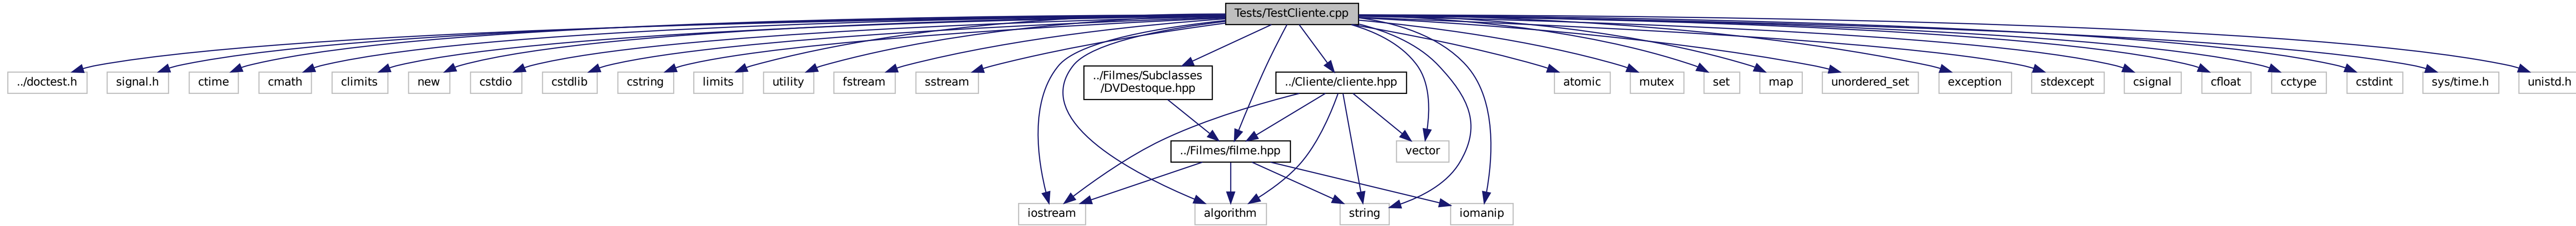 Tests/TestCliente.cpp
../doctest.h
signal.h
ctime
cmath
climits
new
cstdio
cstdlib
cstring
limits
utility
fstream
sstream
../Filmes/Subclasses
/DVDestoque.hpp
../Cliente/cliente.hpp
atomic
mutex
set
map
unordered_set
exception
stdexcept
csignal
cfloat
cctype
cstdint
sys/time.h
unistd.h
../Filmes/filme.hpp
vector
iostream
algorithm
string
iomanip